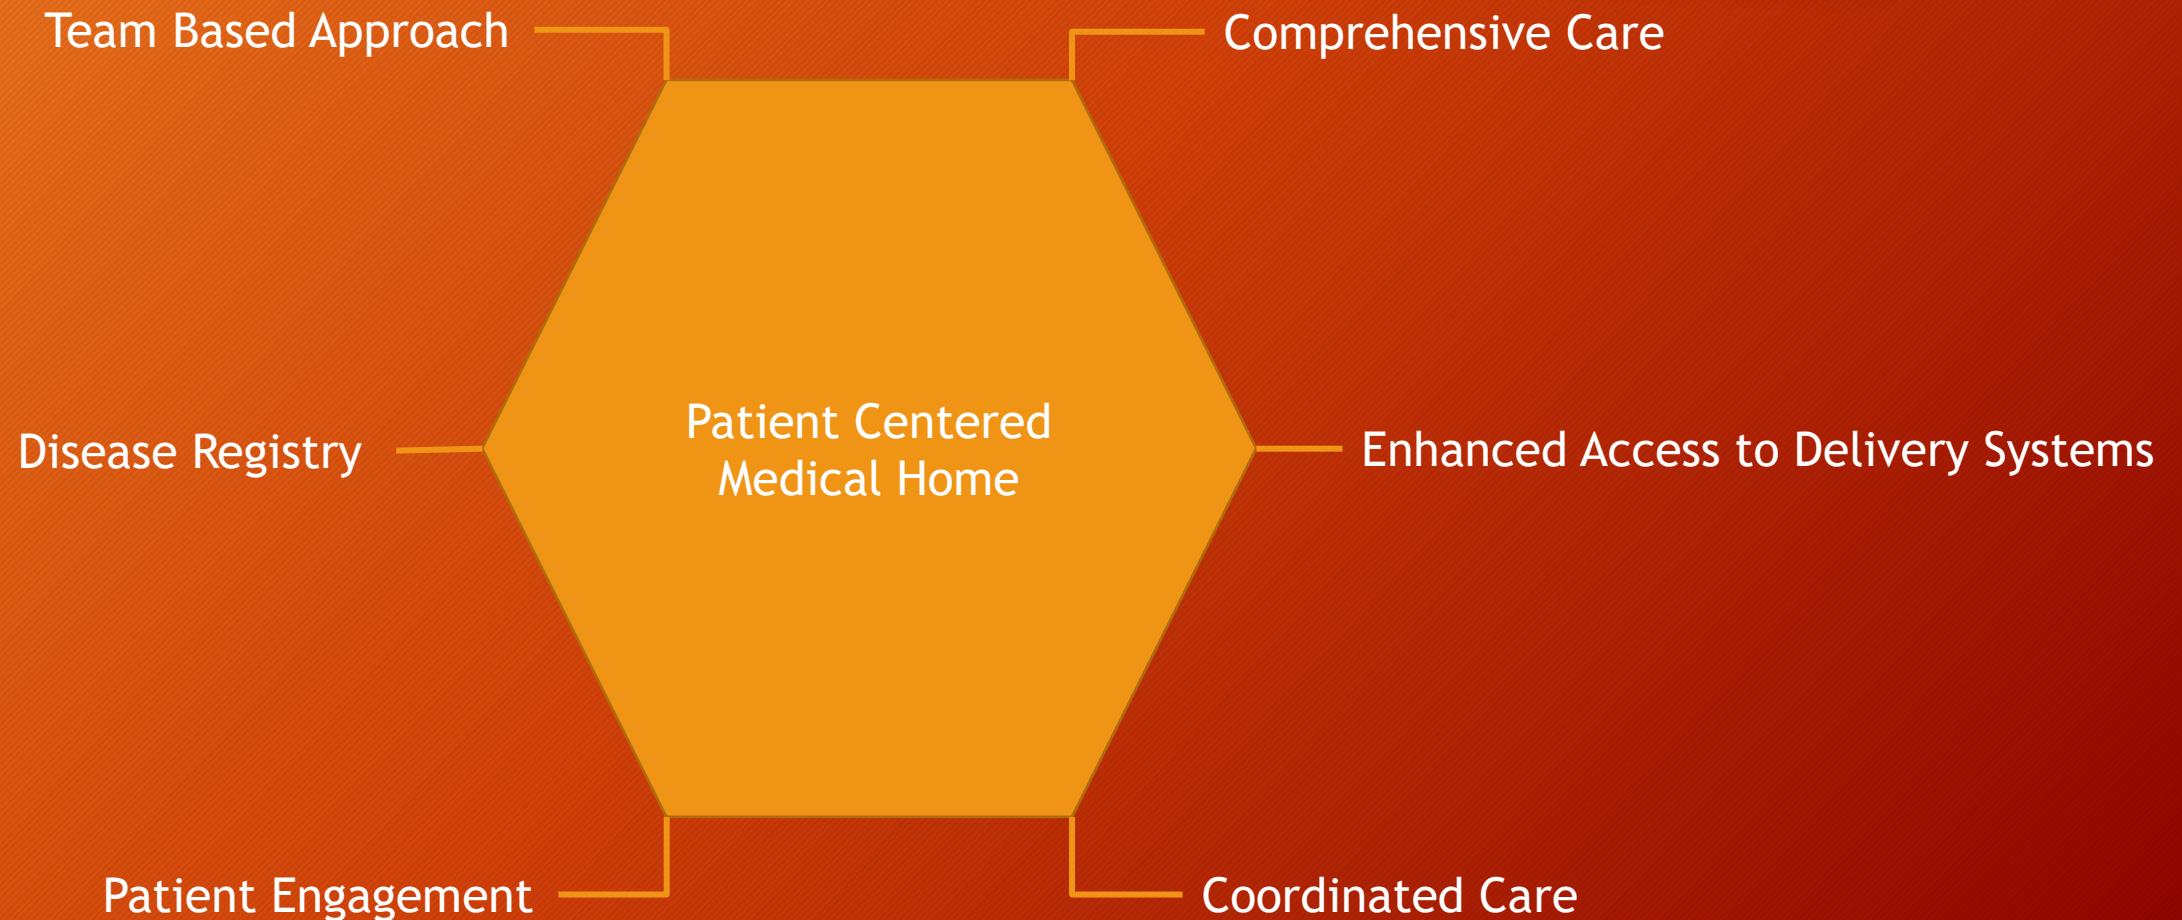 Team Based Approach
Comprehensive Care
Disease Registry
Patient Centered
Medical Home
Enhanced Access to Delivery Systems
Patient Engagement
Coordinated Care